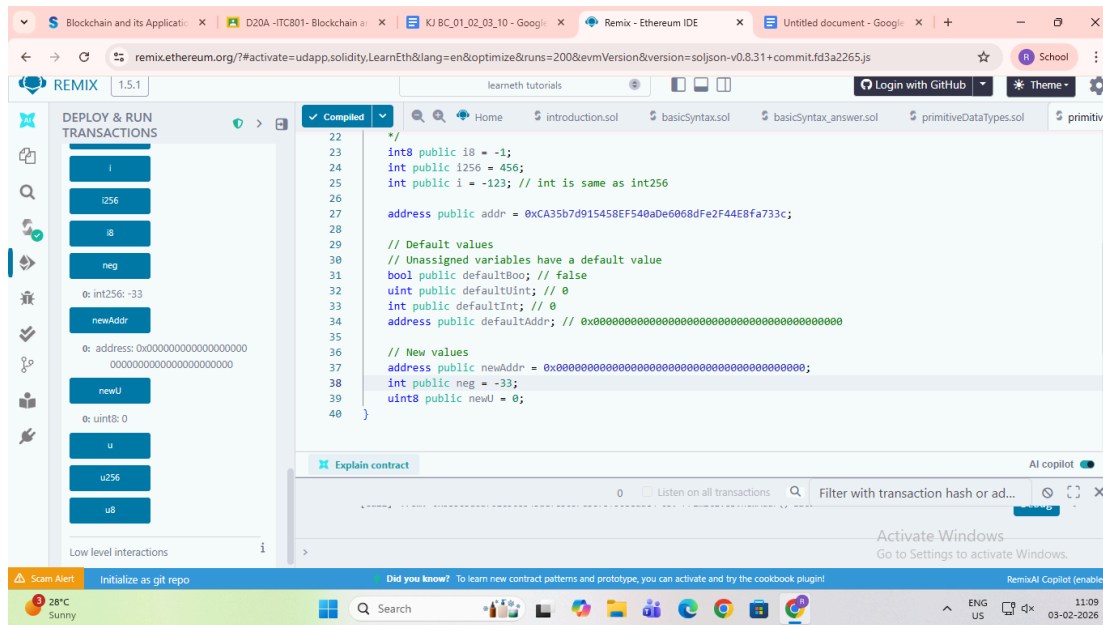 Blockchain and its Applicatic
D20A -ITC801- Blockchain a
KJ BC_01_02_03_10 - Google
Remix - Ethereum IDE
Untitled document - Google
remix.ethereum.org/?#activate=udapp,solidity,LearnEth&lang=en&optimize&runs=200&evmVersion&version=soljson-v0.8.31+commit.fd3a2265.js
R School
REMIX 1.5.1
learneth tutorials
Login with GitHub
Theme
DEPLOY & RUN
TRANSACTIONS
Compiled
Home
introduction.sol
basicSyntax.sol
basicSyntax_answer.sol
primitiveDataTypes.sol
primitiv
i
i256
i8
neg
0: int256: -33
newAddr
0: address: 0x000000000000000000
0000000000000000000000
newU
0: uint8: 0
u
u256
u8
Low level interactions
i
22 */
23 int8 public i8 = -1;
24 int public i256 = 456;
25 int public i = -123; // int is same as int256
26
27 address public addr = 0xCA35b7d915458EF540aDe6068dFe2F44E8fa733c;
28
29 // Default values
30 // Unassigned variables have a default value
31 bool public defaultBoo; // false
32 uint public defaultUint; // 0
33 int public defaultInt; // 0
34 address public defaultAddr; // 0x0000000000000000000000000000000000000000
35
36 // New values
37 address public newAddr = 0x0000000000000000000000000000000000000000;
38 int public neg = -33;
39 uint8 public newU = 0;
40 }
Explain contract
AI copilot
0
Listen on all transactions
Filter with transaction hash or ad...
Debug
>
Activate Windows
Go to Settings to activate Windows.
Scam Alert
Initialize as git repo
Did you know? To learn new contract patterns and prototype, you can activate and try the cookbook plugin!
RemixAI Copilot (enable
3
28°C
Sunny
Search
ENG
US
11:09
03-02-2026